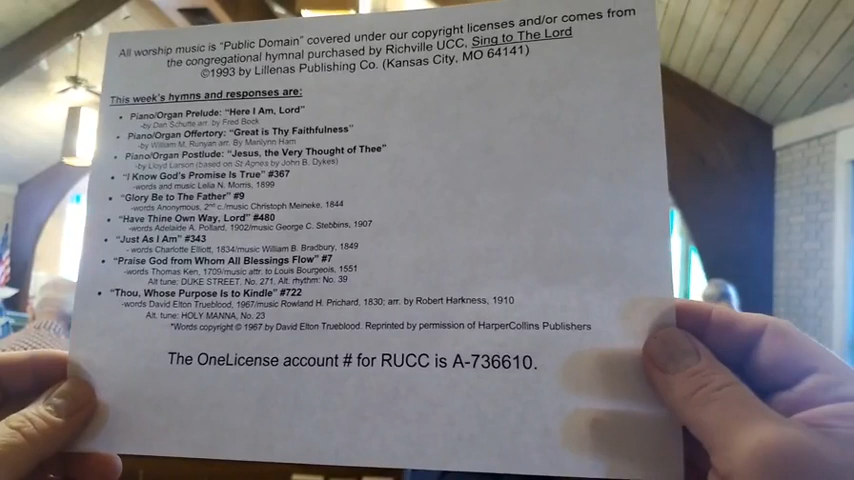 All worship music is "Public Domain" covered under our copyright licenses and/or comes from
the congregational hymnal purchased by Richville UCC, Sing to The Lord
©1993 by Lillenas Publishing Co. (Kansas City, MO 64141)
This week's hymns and responses are:
• Piano/Organ Prelude: "Here I Am, Lord"
-by Dan Schutte arr. by Fred Bock
• Piano/Organ Offertory: "Great is Thy Faithfulness"
-by William M. Runyan arr. By Marilynn Ham
• Piano/Organ Postlude: "Jesus, the Very Thought of Thee"
-by Lloyd Larson (based on St Agnes by John B. Dykes)
• "I Know God's Promise Is True" #367
-words and music Lelia N. Morris, 1899
• "Glory Be to The Father" #9
-words Anonymous, 2nd c./music Christoph Meineke, 1844
• "Have Thine Own Way, Lord" #480
-words Adelaide A. Pollard, 1902/music George C. Stebbins, 1907
• "Just As I Am" #343
- words Charlotte Elliott, 1834/music William B. Bradbury, 1849
• "Praise God from Whom All Blessings Flow" #7
-words Thomas Ken, 1709/music attr. to Louis Bourgeois, 1551
Alt tune: DUKE STREET, No. 271, Alt. rhythm: No. 39
• "Thou, Whose Purpose Is to Kindle" #722
-words David Elton Trueblood, 1967/music Rowland H. Prichard, 1830; arr. by Robert Harkness, 1910
Alt. tune: HOLY MANNA, No. 23
*Words copyright © 1967 by David Elton Trueblood. Reprinted by permission of HarperCollins Publishers
The OneLicense account # for RUCC is A-736610.